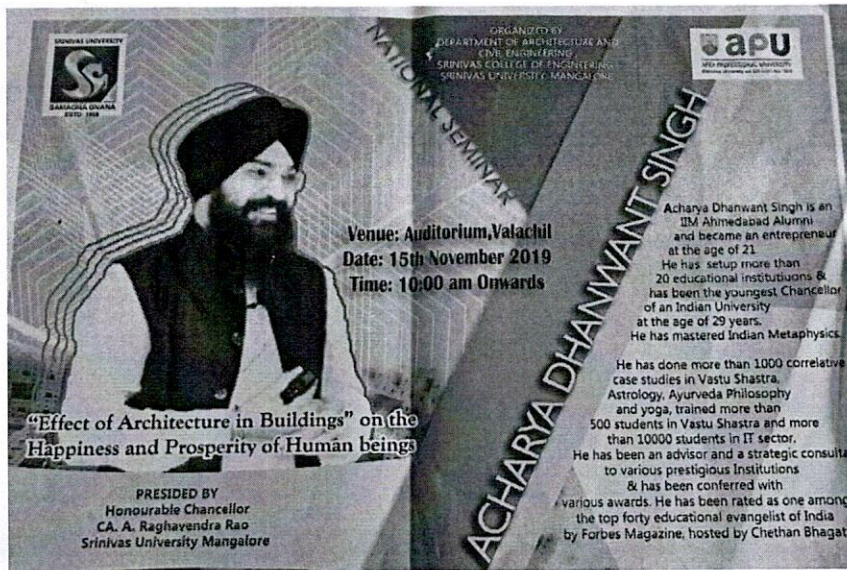 SRINIVAS UNIVERSITY
SAMAGRA GNANA
ESTD: 1988
NATIONAL SEMINAR
ORGANIZED BY
DEPARTMENT OF ARCHITECTURE AND
CIVIL ENGINEERING
SRINIVAS COLLEGE OF ENGINEERING
SRINIVAS UNIVERSITY, MANGALORE
apU
APEX PROFESSIONAL UNIVERSITY
Venue: Auditorium,Valachil
Date: 15th November 2019
Time: 10:00 am Onwards
"Effect of Architecture in Buildings" on the
Happiness and Prosperity of Human beings
PRESIDED BY
Honourable Chancellor
CA. A. Raghavendra Rao
Srinivas University Mangalore
ACHARYA DHANWANT SINGH
Acharya Dhanwant Singh is an
IIM Ahmedabad Alumni
and became an entrepreneur
at the age of 21
He has setup more than
20 educational institutiuons &
has been the youngest Chancellor
of an Indian University
at the age of 29 years.
He has mastered Indian Metaphysics.
He has done more than 1000 correlative
case studies in Vastu Shastra,
Astrology, Ayurveda Philosophy
and yoga, trained more than
500 students in Vastu Shastra and more
than 10000 students in IT sector.
He has been an advisor and a strategic consulta
to various prestigious Institutions
& has been conferred with
various awards. He has been rated as one among
the top forty educational evangelist of India
by Forbes Magazine, hosted by Chethan Bhagat